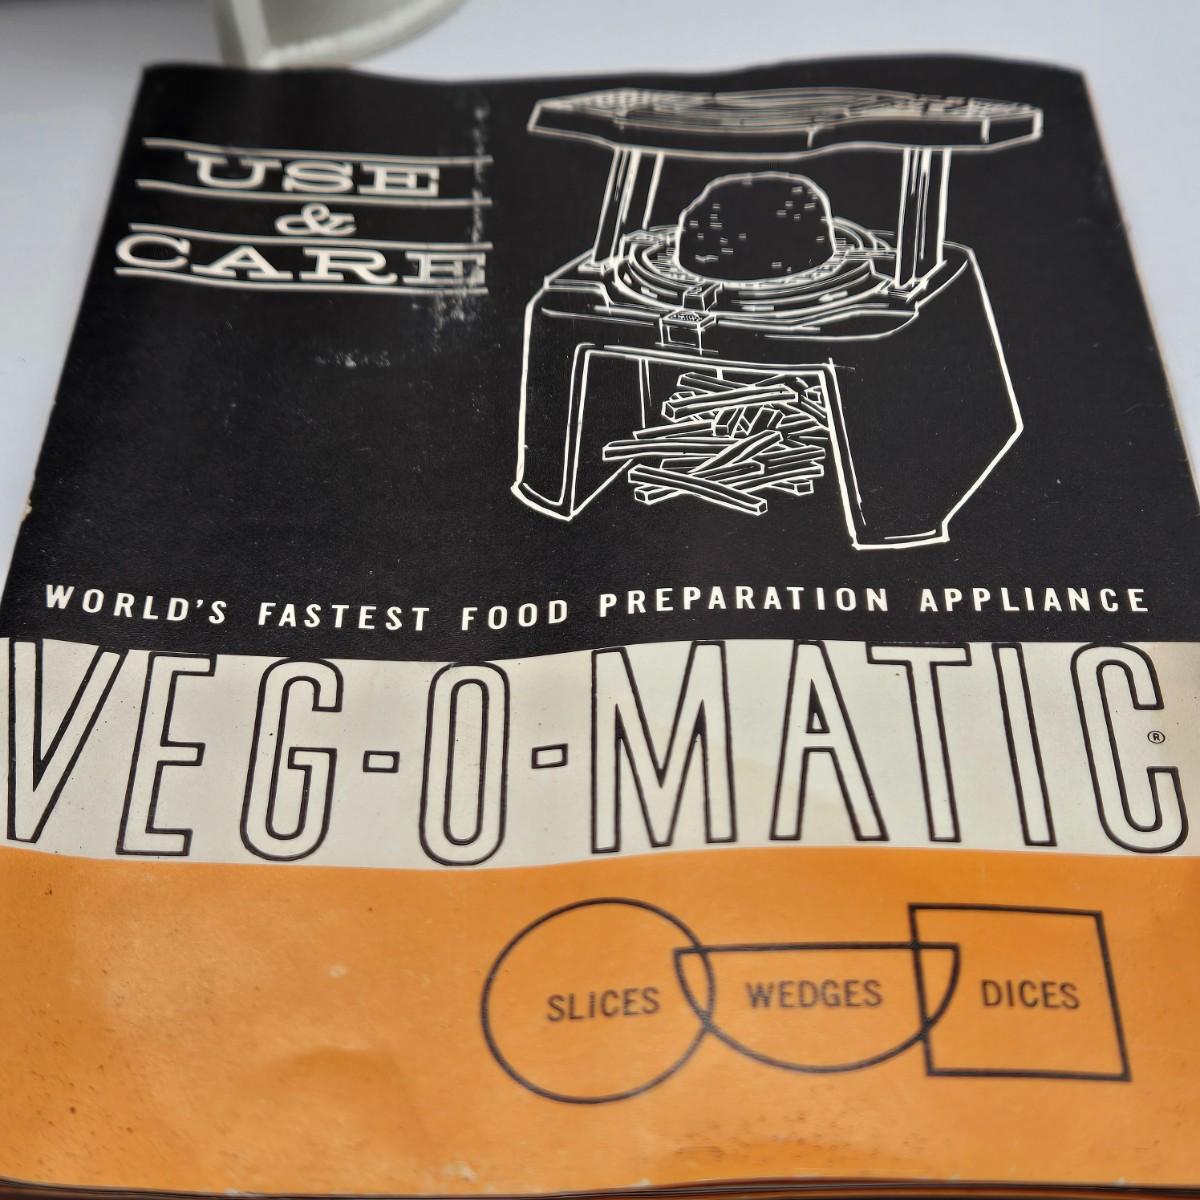 USE
&
CARE
WORLD'S FASTEST FOOD PREPARATION APPLIANCE
VEG-O-MATIC®
SLICES WEDGES DICES